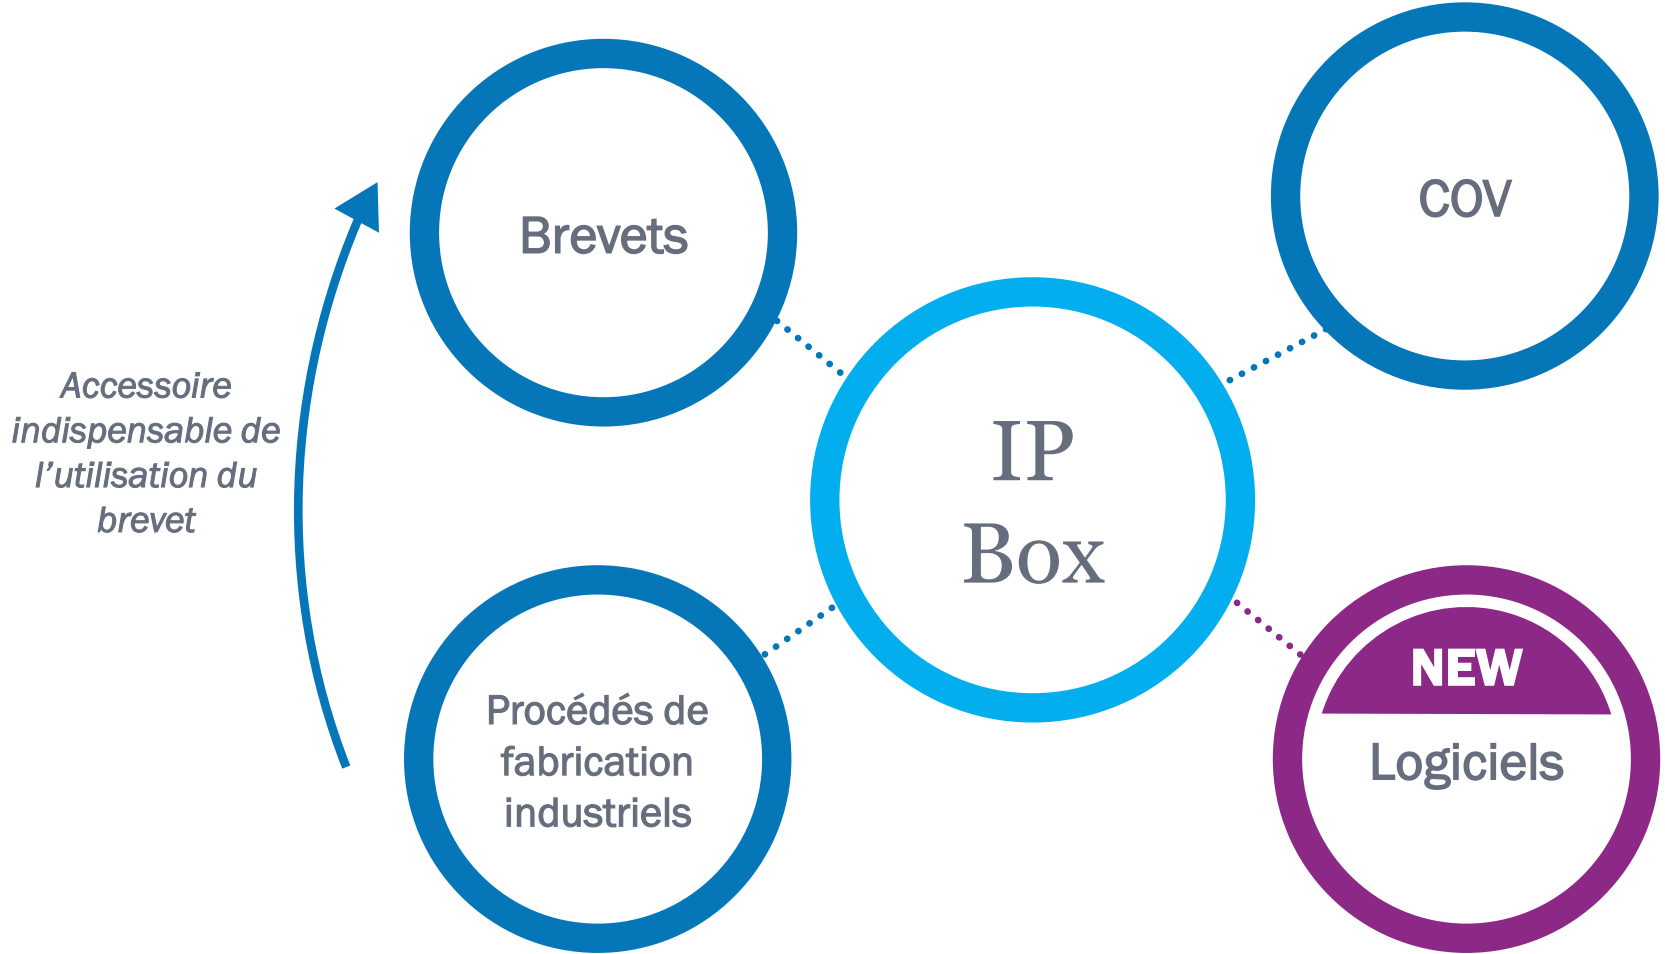 Brevets
COV
Accessoire
indispensable de
l’utilisation du
brevet
IP
Box
Procédés de
fabrication
industriels
NEW
Logiciels